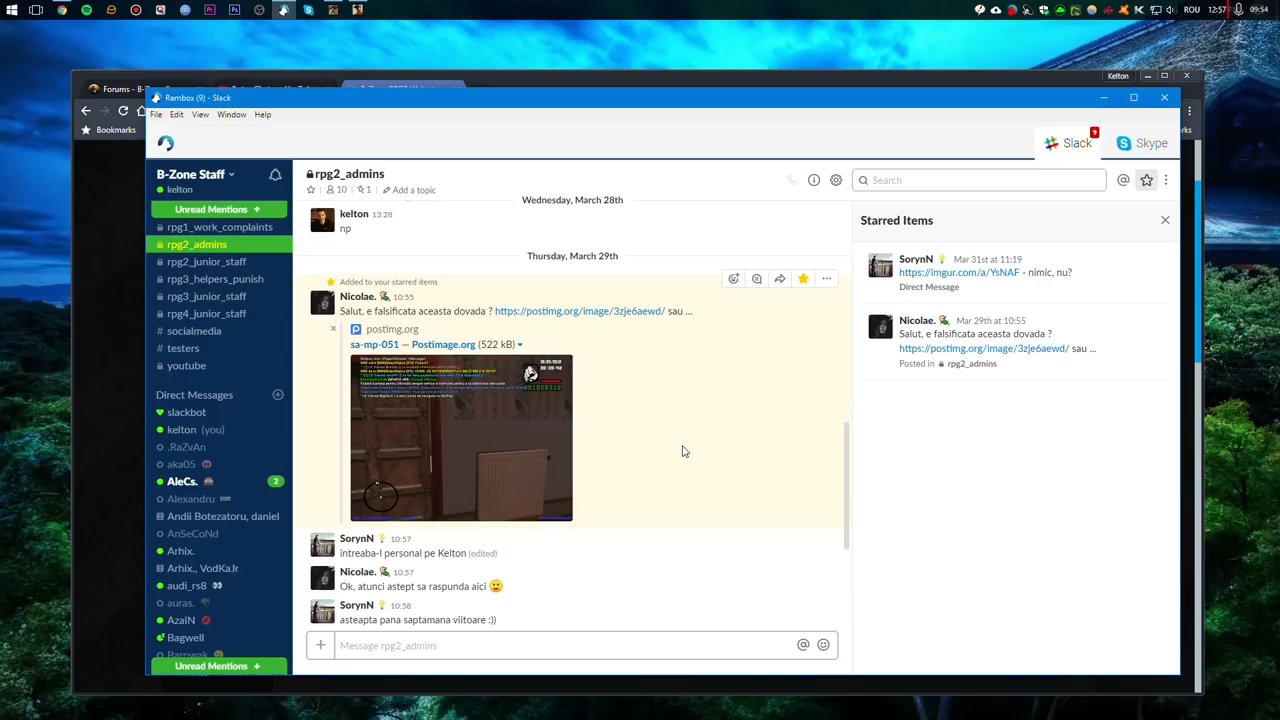 ROU
12:57
09:54
Kelton
Forums - B-Z
Bookmarks
Rambox (9) - Slack
File Edit View Window Help
Slack
9
Skype
B-Zone Staff
kelton
Unread Mentions
rpg1_work_complaints
rpg2_admins
rpg2_junior_staff
rpg3_helpers_punish
rpg3_junior_staff
rpg4_junior_staff
socialmedia
testers
youtube
Direct Messages
slackbot
kelton (you)
.RaZvAn
aka05
AleCs.
2
Alexandru
Andii Botezatoru, daniel
AnSeCoNd
Arhix.
Arhix., VodKaJr
audi_rs8
auras.
AzaiN
Bagwell
Barowak
Unread Mentions
rpg2_admins
10
1
Add a topic
Search
Wednesday, March 28th
kelton 13:28
np
Thursday, March 29th
Added to your starred items
Nicolae. 10:55
Salut, e falsificata aceasta dovada ? https://postimg.org/image/3zje6aewd/ sau ...
postimg.org
sa-mp-051 — Postimage.org (522 kB)
SorynN 10:57
intreaba-l personal pe Kelton (edited)
Nicolae. 10:57
Ok, atunci astept sa raspunda aici
SorynN 10:58
asteapta pana saptamana viitoare :))
Message rpg2_admins
Starred Items
SorynN Mar 31st at 11:19
https://imgur.com/a/YsNAF - nimic, nu?
Direct Message
Nicolae. Mar 29th at 10:55
Salut, e falsificata aceasta dovada ?
https://postimg.org/image/3zje6aewd/ sau ...
Posted in rpg2_admins